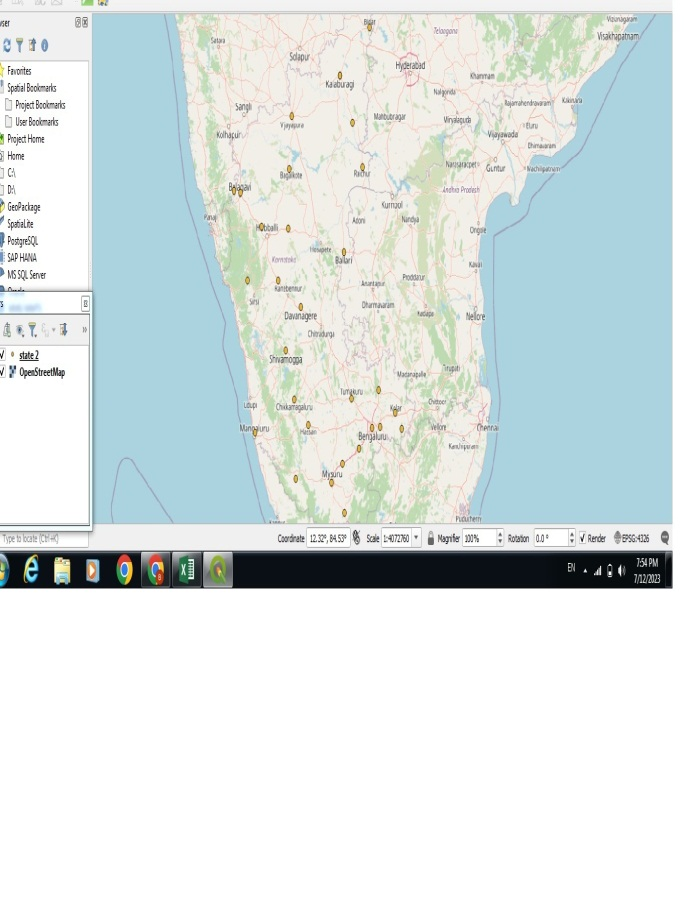 wser
Favorites
Spatial Bookmarks
Project Bookmarks
User Bookmarks
Project Home
Home
C:\
D:\
GeoPackage
SpatiaLite
PostgreSQL
SAP HANA
MS SQL Server
rs
»
state 2
OpenStreetMap
Bidar
Telangana
Vizianagaram
Visakhapatnam
Satara
Solapur
Hyderabad
Kalaburagi
Khammam
Nalgonda
Rajamahendravaram
Kakinada
Sangli
Vijayapura
Mahbubnagar
Miryalaguda
Eluru
Kolhapur
Vijayawada
Bhimavaram
Narasaraopet
Guntur
Machilipatnam
Bagalkote
Raichur
Belagavi
Andhra Pradesh
Kurnool
Panaji
Adoni
Nandyal
Hubballi
Ongole
Hosapete
Karnataka
Ballari
Kavali
Ranibennur
Anantapur
Proddatur
Sirsi
Dharmavaram
Davanagere
Kadapa
Nellore
Chitradurga
Shivamogga
Tirupati
Madanapalle
Tumakuru
Chittoor
Udupi
Chikkamagaluru
Kolar
Mangaluru
Hassan
Bengaluru
Vellore
Chennai
Kanchipuram
Mysuru
Puducherry
Type to locate (Ctrl+K)
Coordinate 12.32°, 84.53° Scale 1:4072760 Magnifier 100% Rotation 0.0 ° Render EPSG:4326
EN
7:54 PM
7/12/2023